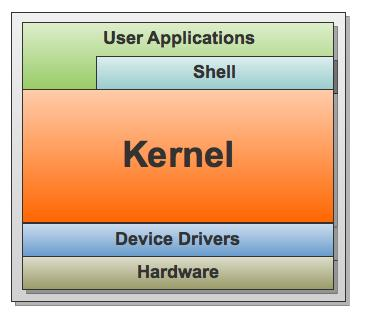 User Applications
Shell
Kernel
Device Drivers
Hardware